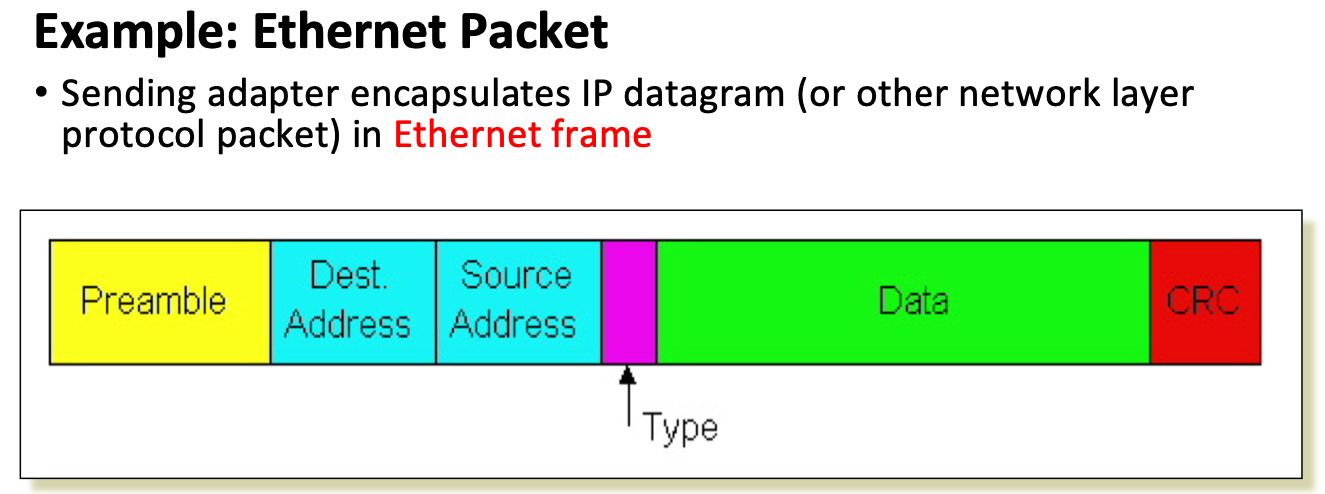 Example: Ethernet Packet
• Sending adapter encapsulates IP datagram (or other network layer
protocol packet) in Ethernet frame
Preamble
Dest.
Address
Source
Address
Data
CRC
Type